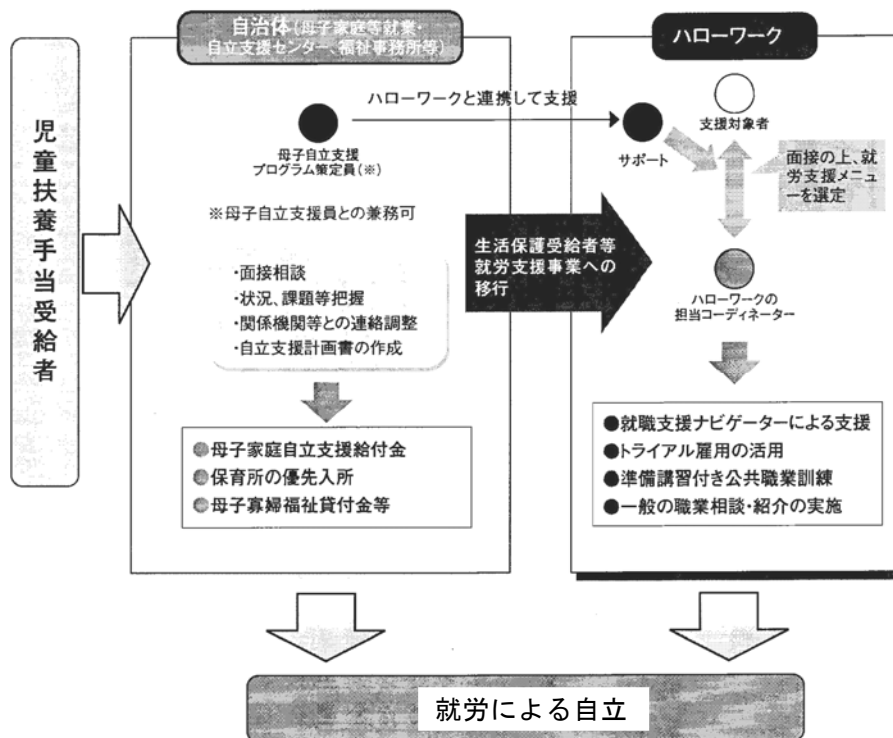 児童扶養手当受給者
自治体(母子家庭等就業・
自立支援センター、福祉事務所等)
母子自立支援
プログラム策定員(※)
※母子自立支援員との兼務可
・面接相談
・状況、課題等把握
・関係機関等との連絡調整
・自立支援計画書の作成
●母子家庭自立支援給付金
●保育所の優先入所
●母子寡婦福祉貸付金等
ハローワークと連携して支援
生活保護受給者等
就労支援事業への
移行
ハローワーク
支援対象者
サポート
面接の上、就
労支援メニュ
ーを選定
ハローワークの
担当コーディネーター
●就職支援ナビゲーターによる支援
●トライアル雇用の活用
●準備講習付き公共職業訓練
●一般の職業相談・紹介の実施
就労による自立